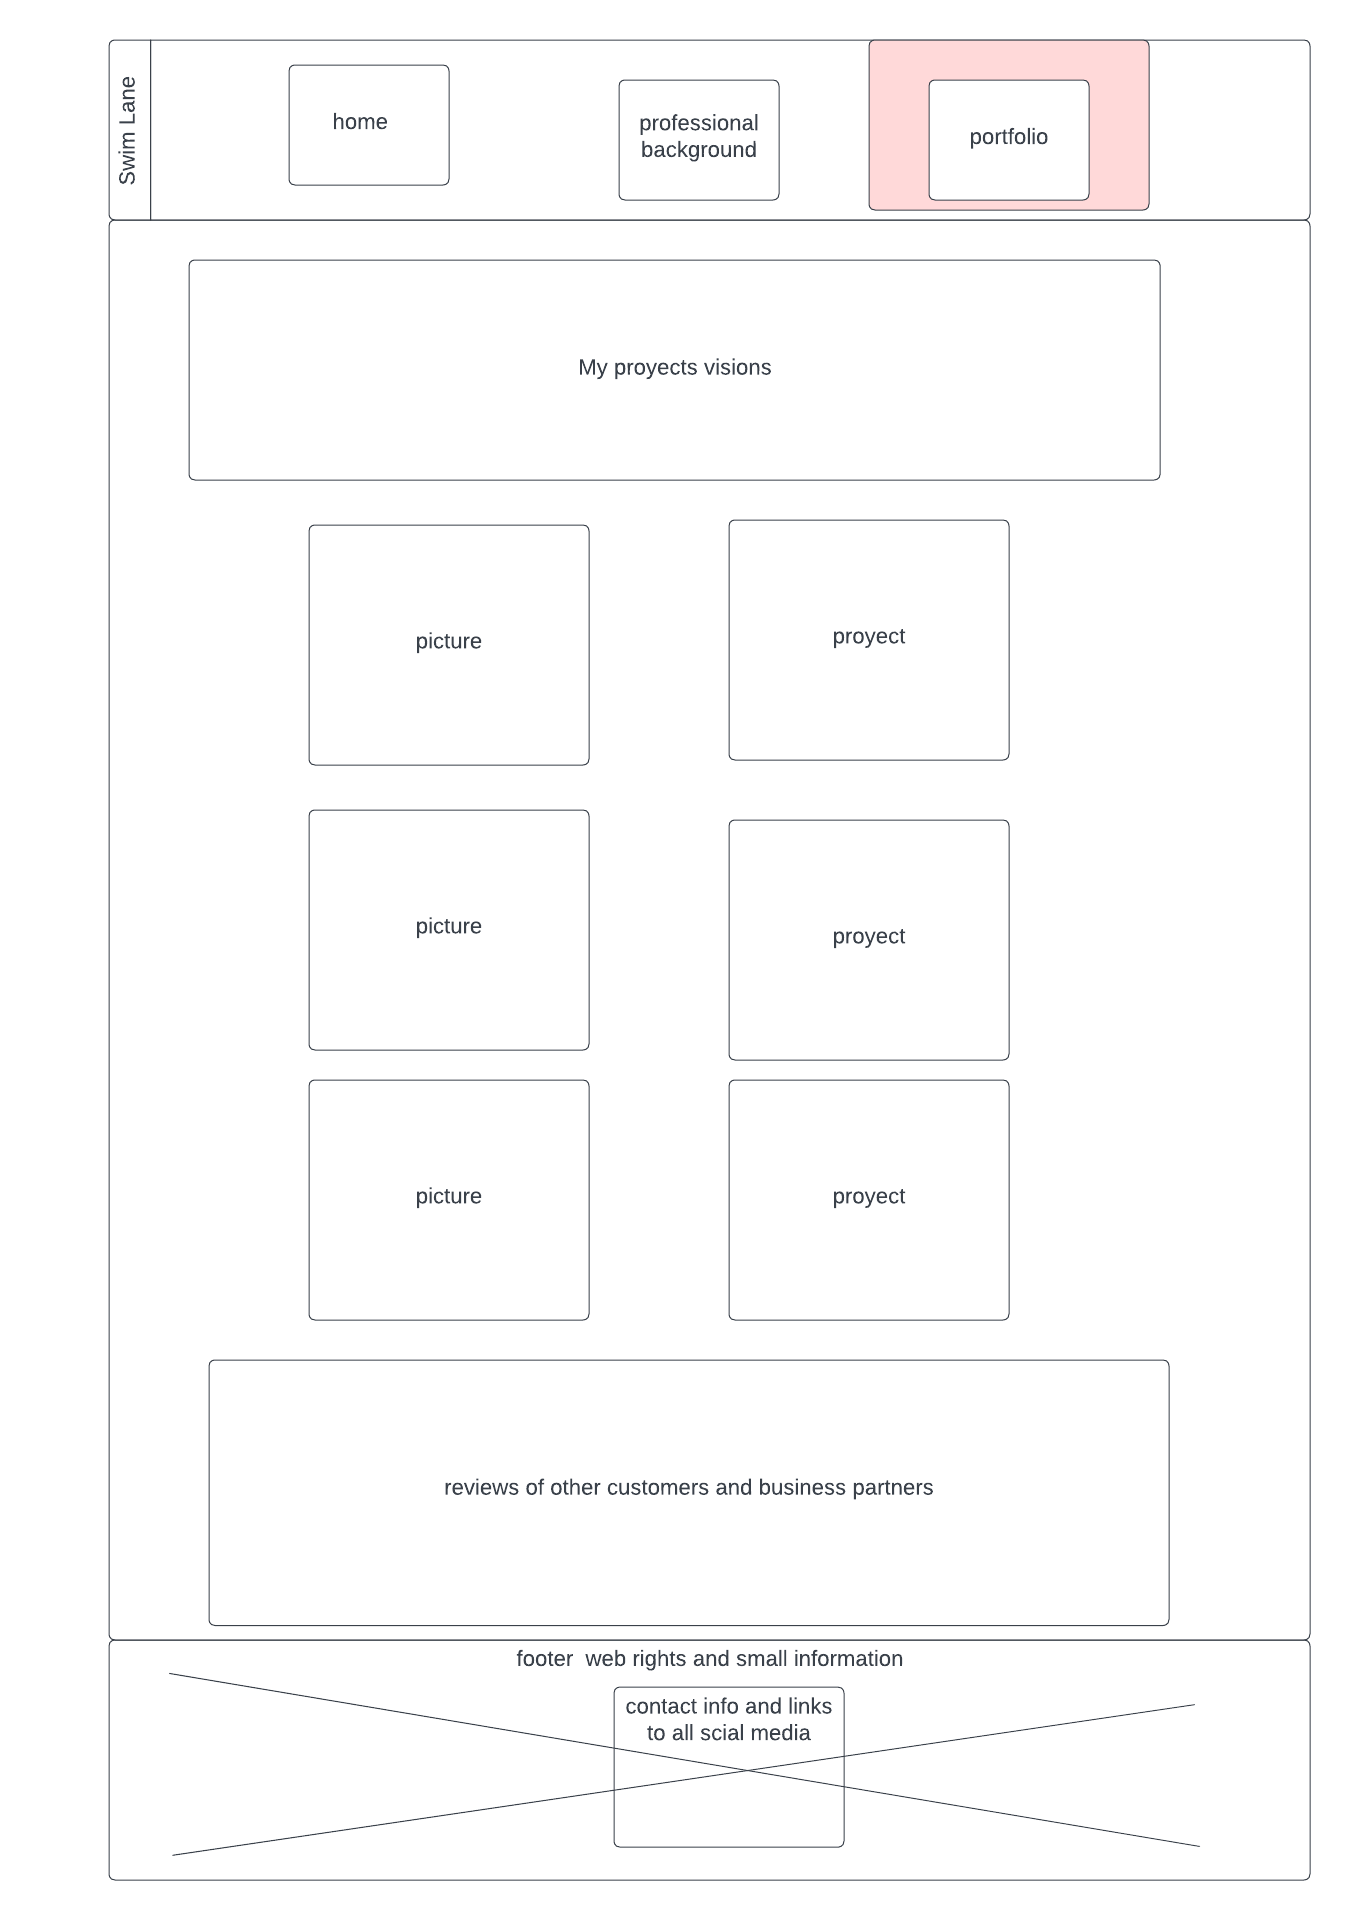 Swim Lane
home
professional
background
portfolio
My proyects visions
picture
proyect
picture
proyect
picture
proyect
reviews of other customers and business partners
footer  web rights and small information
contact info and links
to all scial media